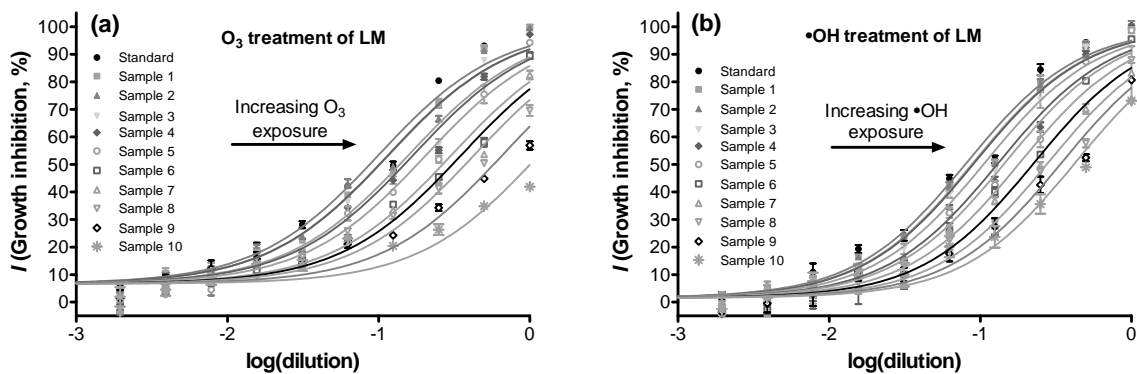 (a)
O₃ treatment of LM
Standard
Sample 1
Sample 2
Sample 3
Sample 4
Sample 5
Sample 6
Sample 7
Sample 8
Sample 9
Sample 10
Increasing O₃
exposure
I (Growth inhibition, %)
100
90
80
70
60
50
40
30
20
10
0
-3
-2
-1
0
log(dilution)
(b)
•OH treatment of LM
Standard
Sample 1
Sample 2
Sample 3
Sample 4
Sample 5
Sample 6
Sample 7
Sample 8
Sample 9
Sample 10
Increasing •OH
exposure
I (Growth inhibition, %)
100
90
80
70
60
50
40
30
20
10
0
-3
-2
-1
0
log(dilution)